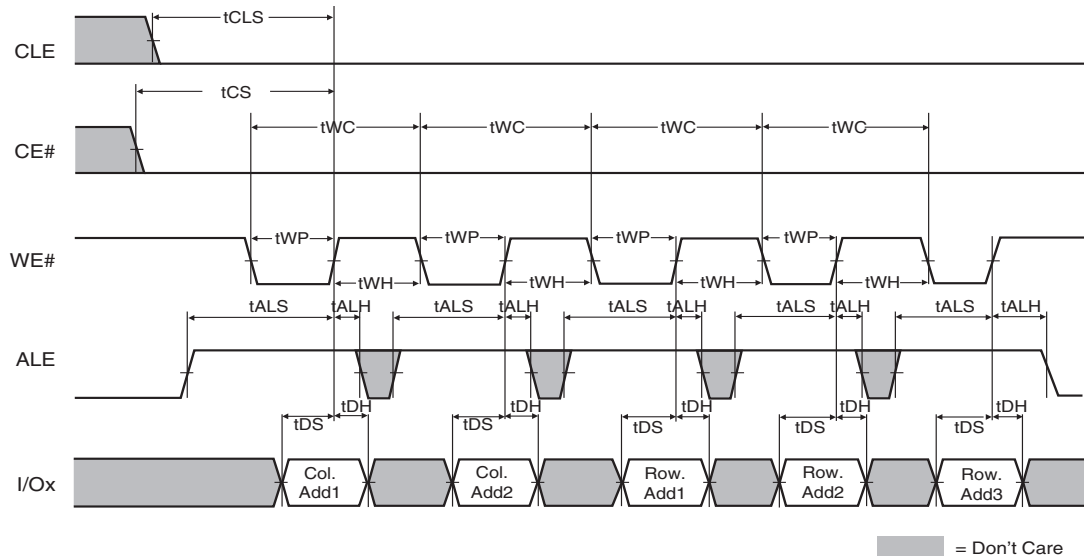 CLE
tCLS
tCS
CE#
tWC tWC tWC tWC
WE#
tWP tWP tWP tWP
tWH tWH tWH tWH
ALE
tALS tALH tALS tALH tALS tALH tALS tALH tALS tALH
tDS tDH tDS tDH tDS tDH tDS tDH tDS tDH
I/Ox
Col.
Add1
Col.
Add2
Row.
Add1
Row.
Add2
Row.
Add3
= Don't Care